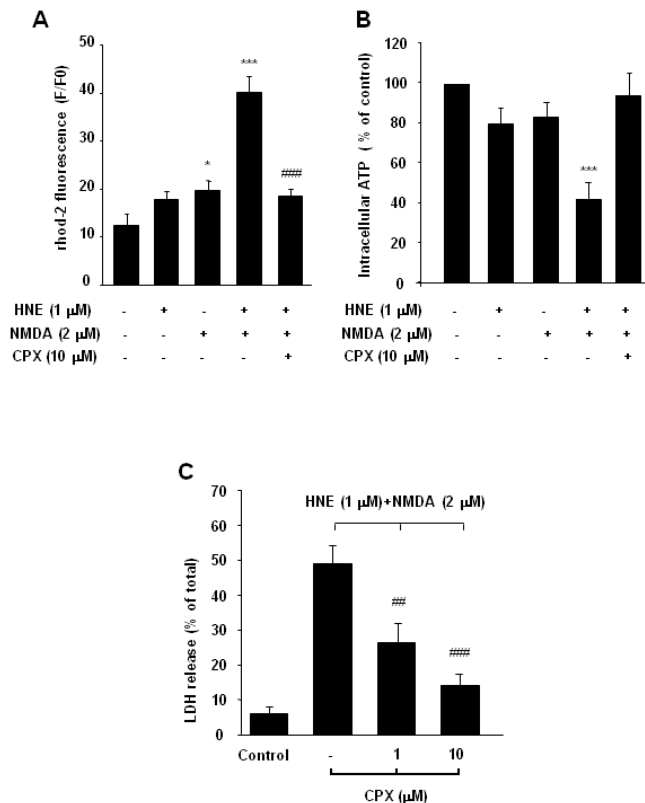 A
rhod-2 fluorescence (F/F0)
50
40
30
20
10
0
*
***
###
HNE (1 μM) - + - + +
NMDA (2 μM) - - + + +
CPX (10 μM) - - - - +
B
Intracellular ATP ( % of control)
120
100
80
60
40
20
0
***
HNE (1 μM) - + - + +
NMDA (2 μM) - - + + +
CPX (10 μM) - - - - +
C
LDH release (% of total)
70
60
50
40
30
20
10
0
HNE (1 μM)+NMDA (2 μM)
##
###
Control - 1 10
CPX (μM)